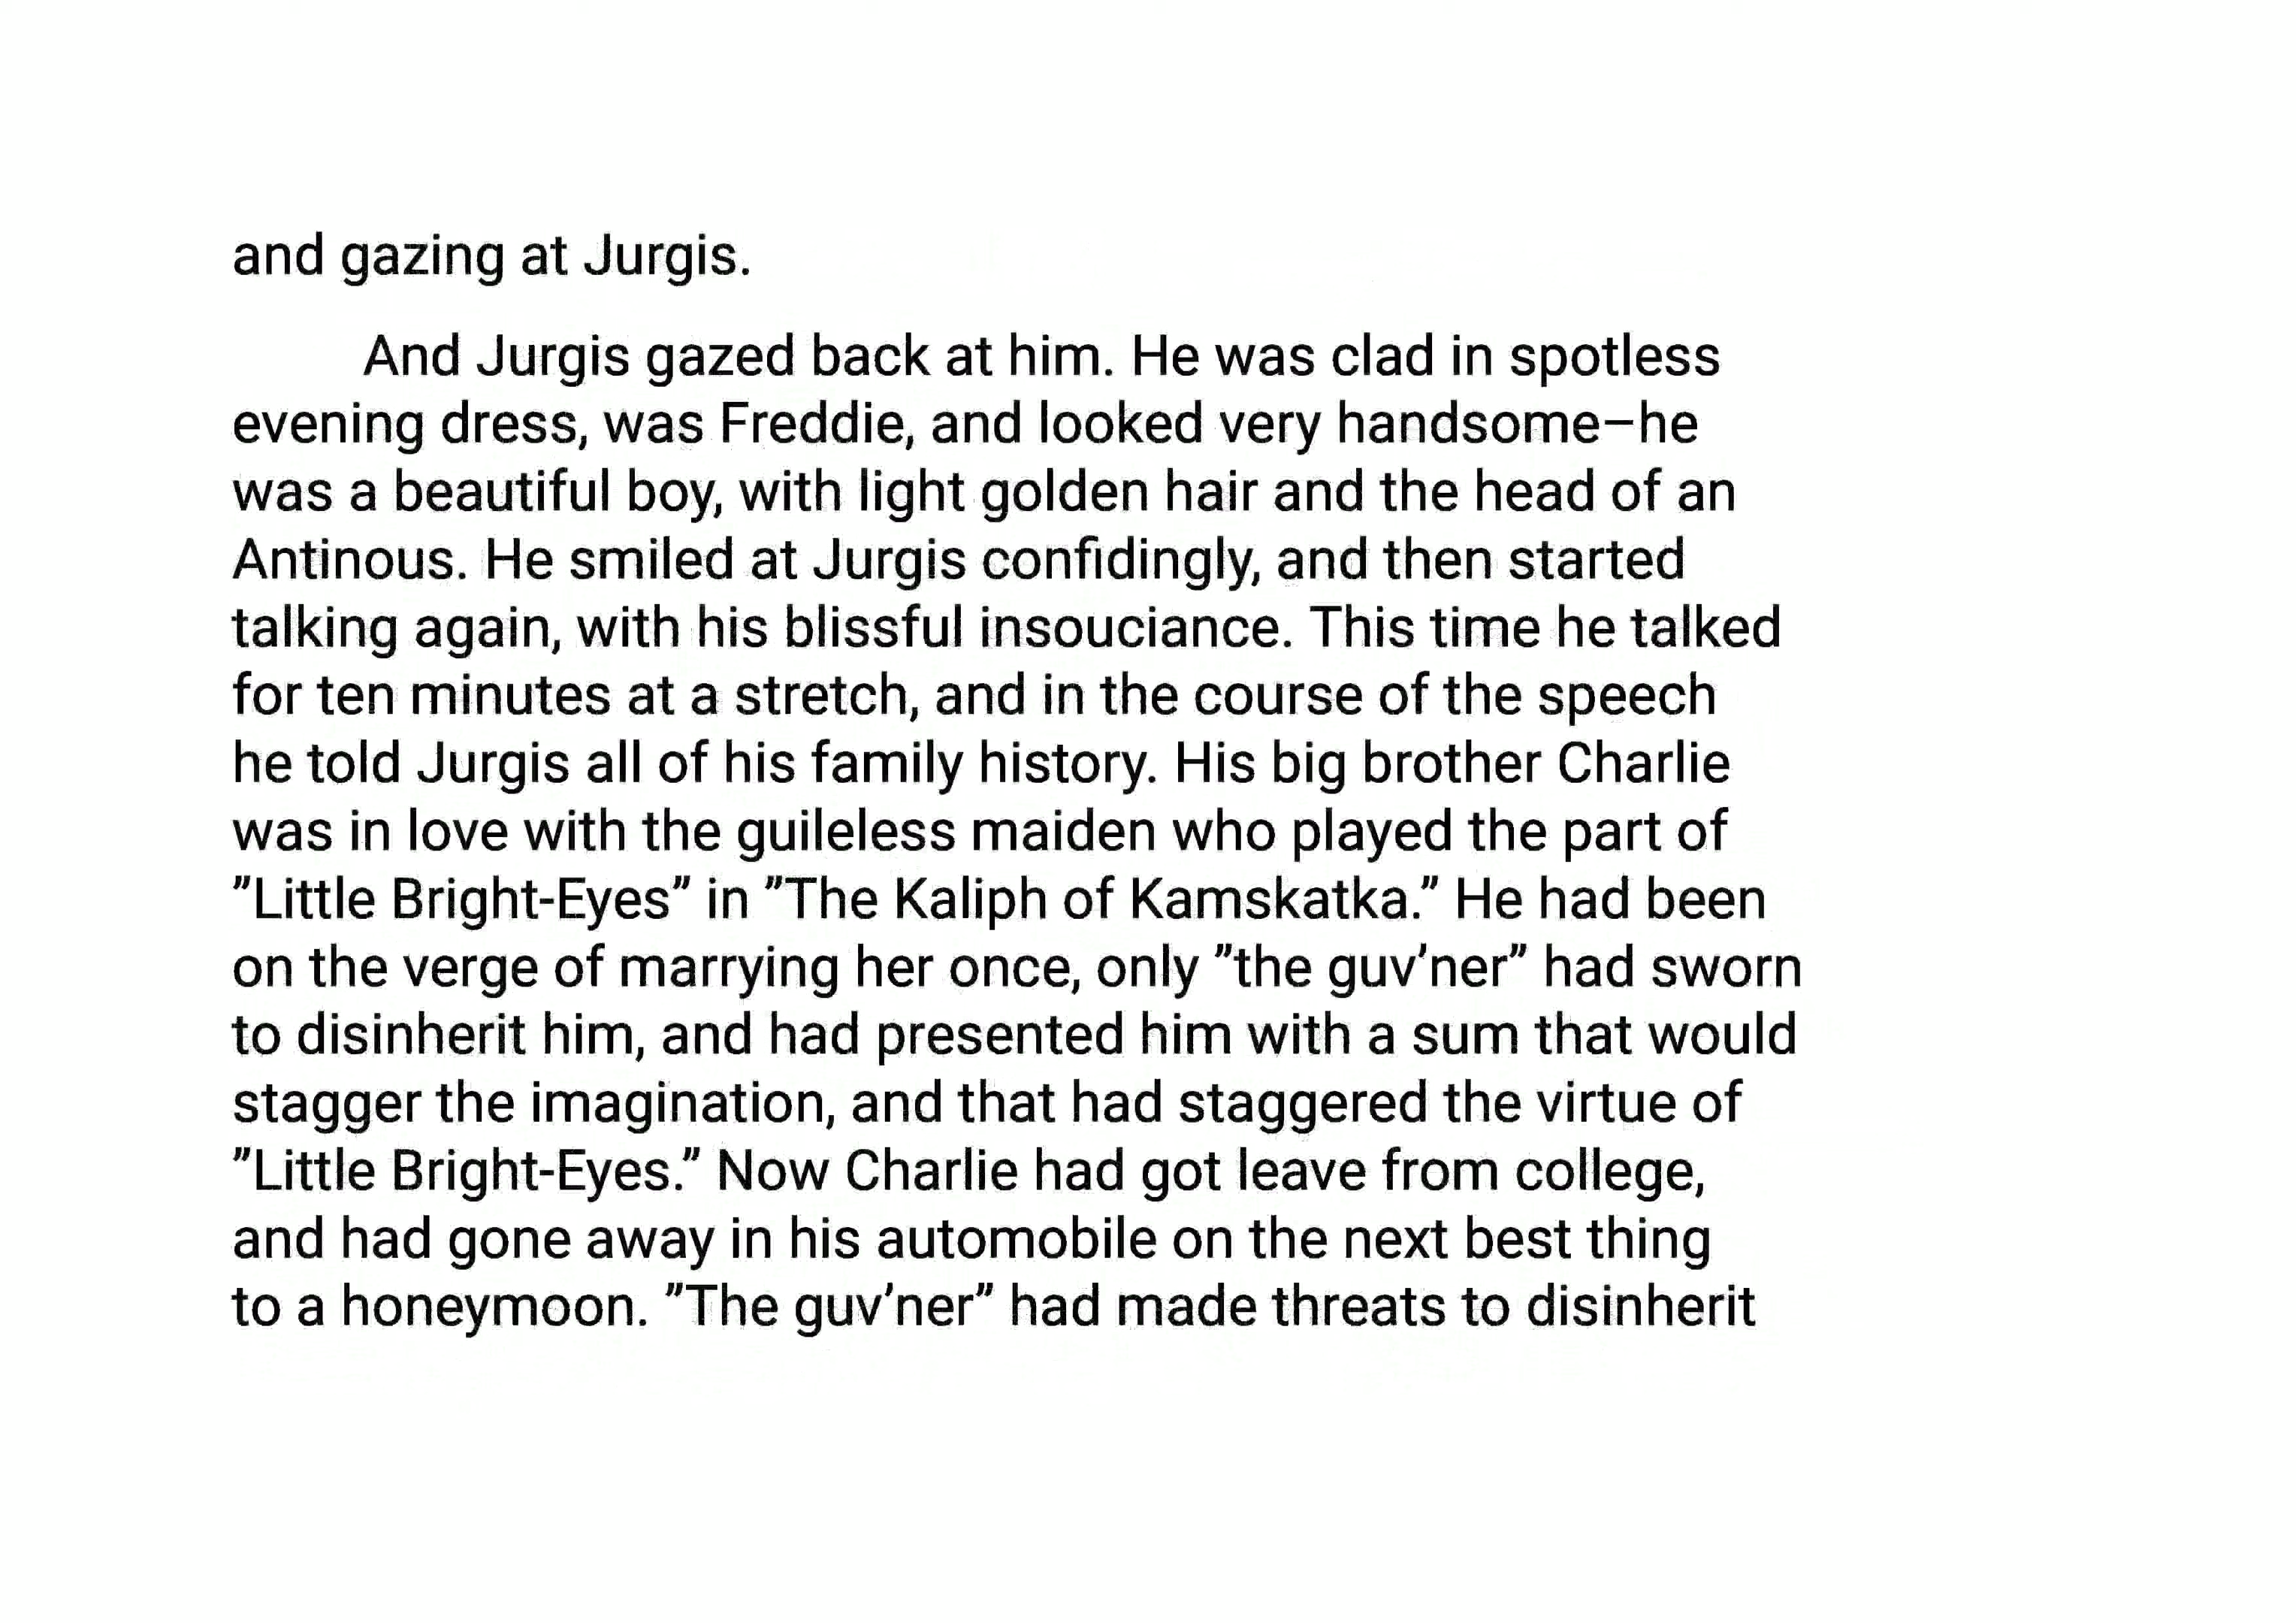 and gazing at Jurgis.
And Jurgis gazed back at him. He was clad in spotless
evening dress, was Freddie, and looked very handsome–he
was a beautiful boy, with light golden hair and the head of an
Antinous. He smiled at Jurgis confidingly, and then started
talking again, with his blissful insouciance. This time he talked
for ten minutes at a stretch, and in the course of the speech
he told Jurgis all of his family history. His big brother Charlie
was in love with the guileless maiden who played the part of
”Little Bright-Eyes” in ”The Kaliph of Kamskatka.” He had been
on the verge of marrying her once, only ”the guv’ner” had sworn
to disinherit him, and had presented him with a sum that would
stagger the imagination, and that had staggered the virtue of
”Little Bright-Eyes.” Now Charlie had got leave from college,
and had gone away in his automobile on the next best thing
to a honeymoon. ”The guv’ner” had made threats to disinherit